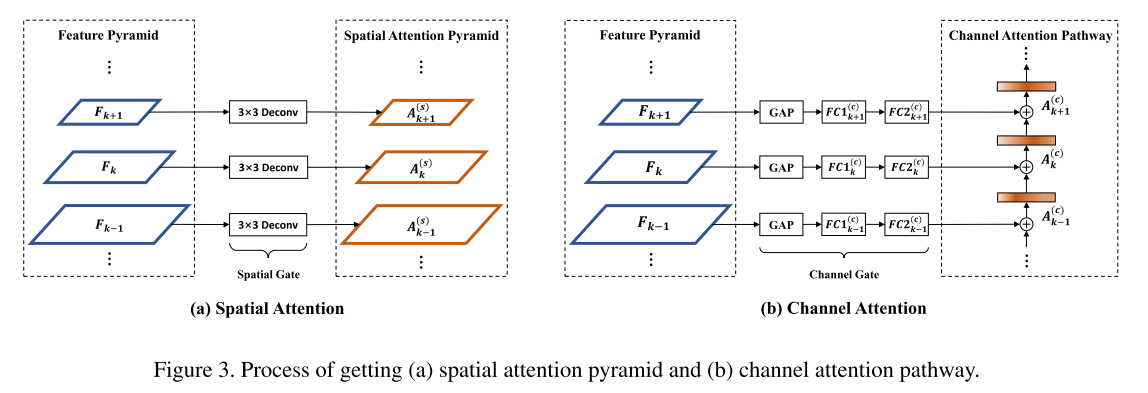 Feature Pyramid
Spatial Attention Pyramid
⋮
⋮
F_{k+1}
3×3 Deconv
A_{k+1}^{(s)}
F_k
3×3 Deconv
A_k^{(s)}
F_{k−1}
3×3 Deconv
A_{k−1}^{(s)}
⋮
Spatial Gate
⋮
(a) Spatial Attention
Feature Pyramid
Channel Attention Pathway
⋮
⋮
F_{k+1}
GAP
FC1_{k+1}^{(c)}
FC2_{k+1}^{(c)}
+
A_{k+1}^{(c)}
F_k
GAP
FC1_k^{(c)}
FC2_k^{(c)}
+
A_k^{(c)}
F_{k−1}
GAP
FC1_{k−1}^{(c)}
FC2_{k−1}^{(c)}
+
A_{k−1}^{(c)}
⋮
Channel Gate
⋮
(b) Channel Attention
Figure 3. Process of getting (a) spatial attention pyramid and (b) channel attention pathway.